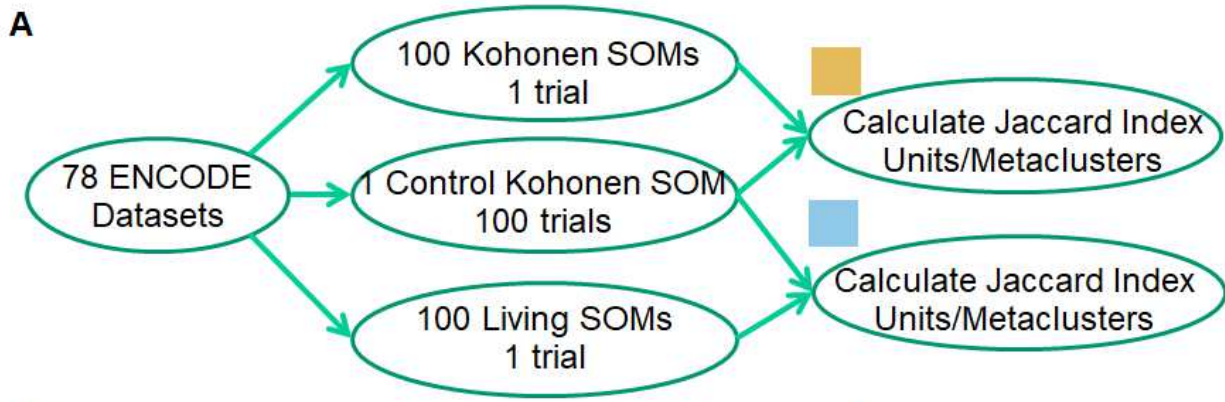 A
78 ENCODE
Datasets
100 Kohonen SOMs
1 trial
1 Control Kohonen SOM
100 trials
100 Living SOMs
1 trial
Calculate Jaccard Index
Units/Metaclusters
Calculate Jaccard Index
Units/Metaclusters